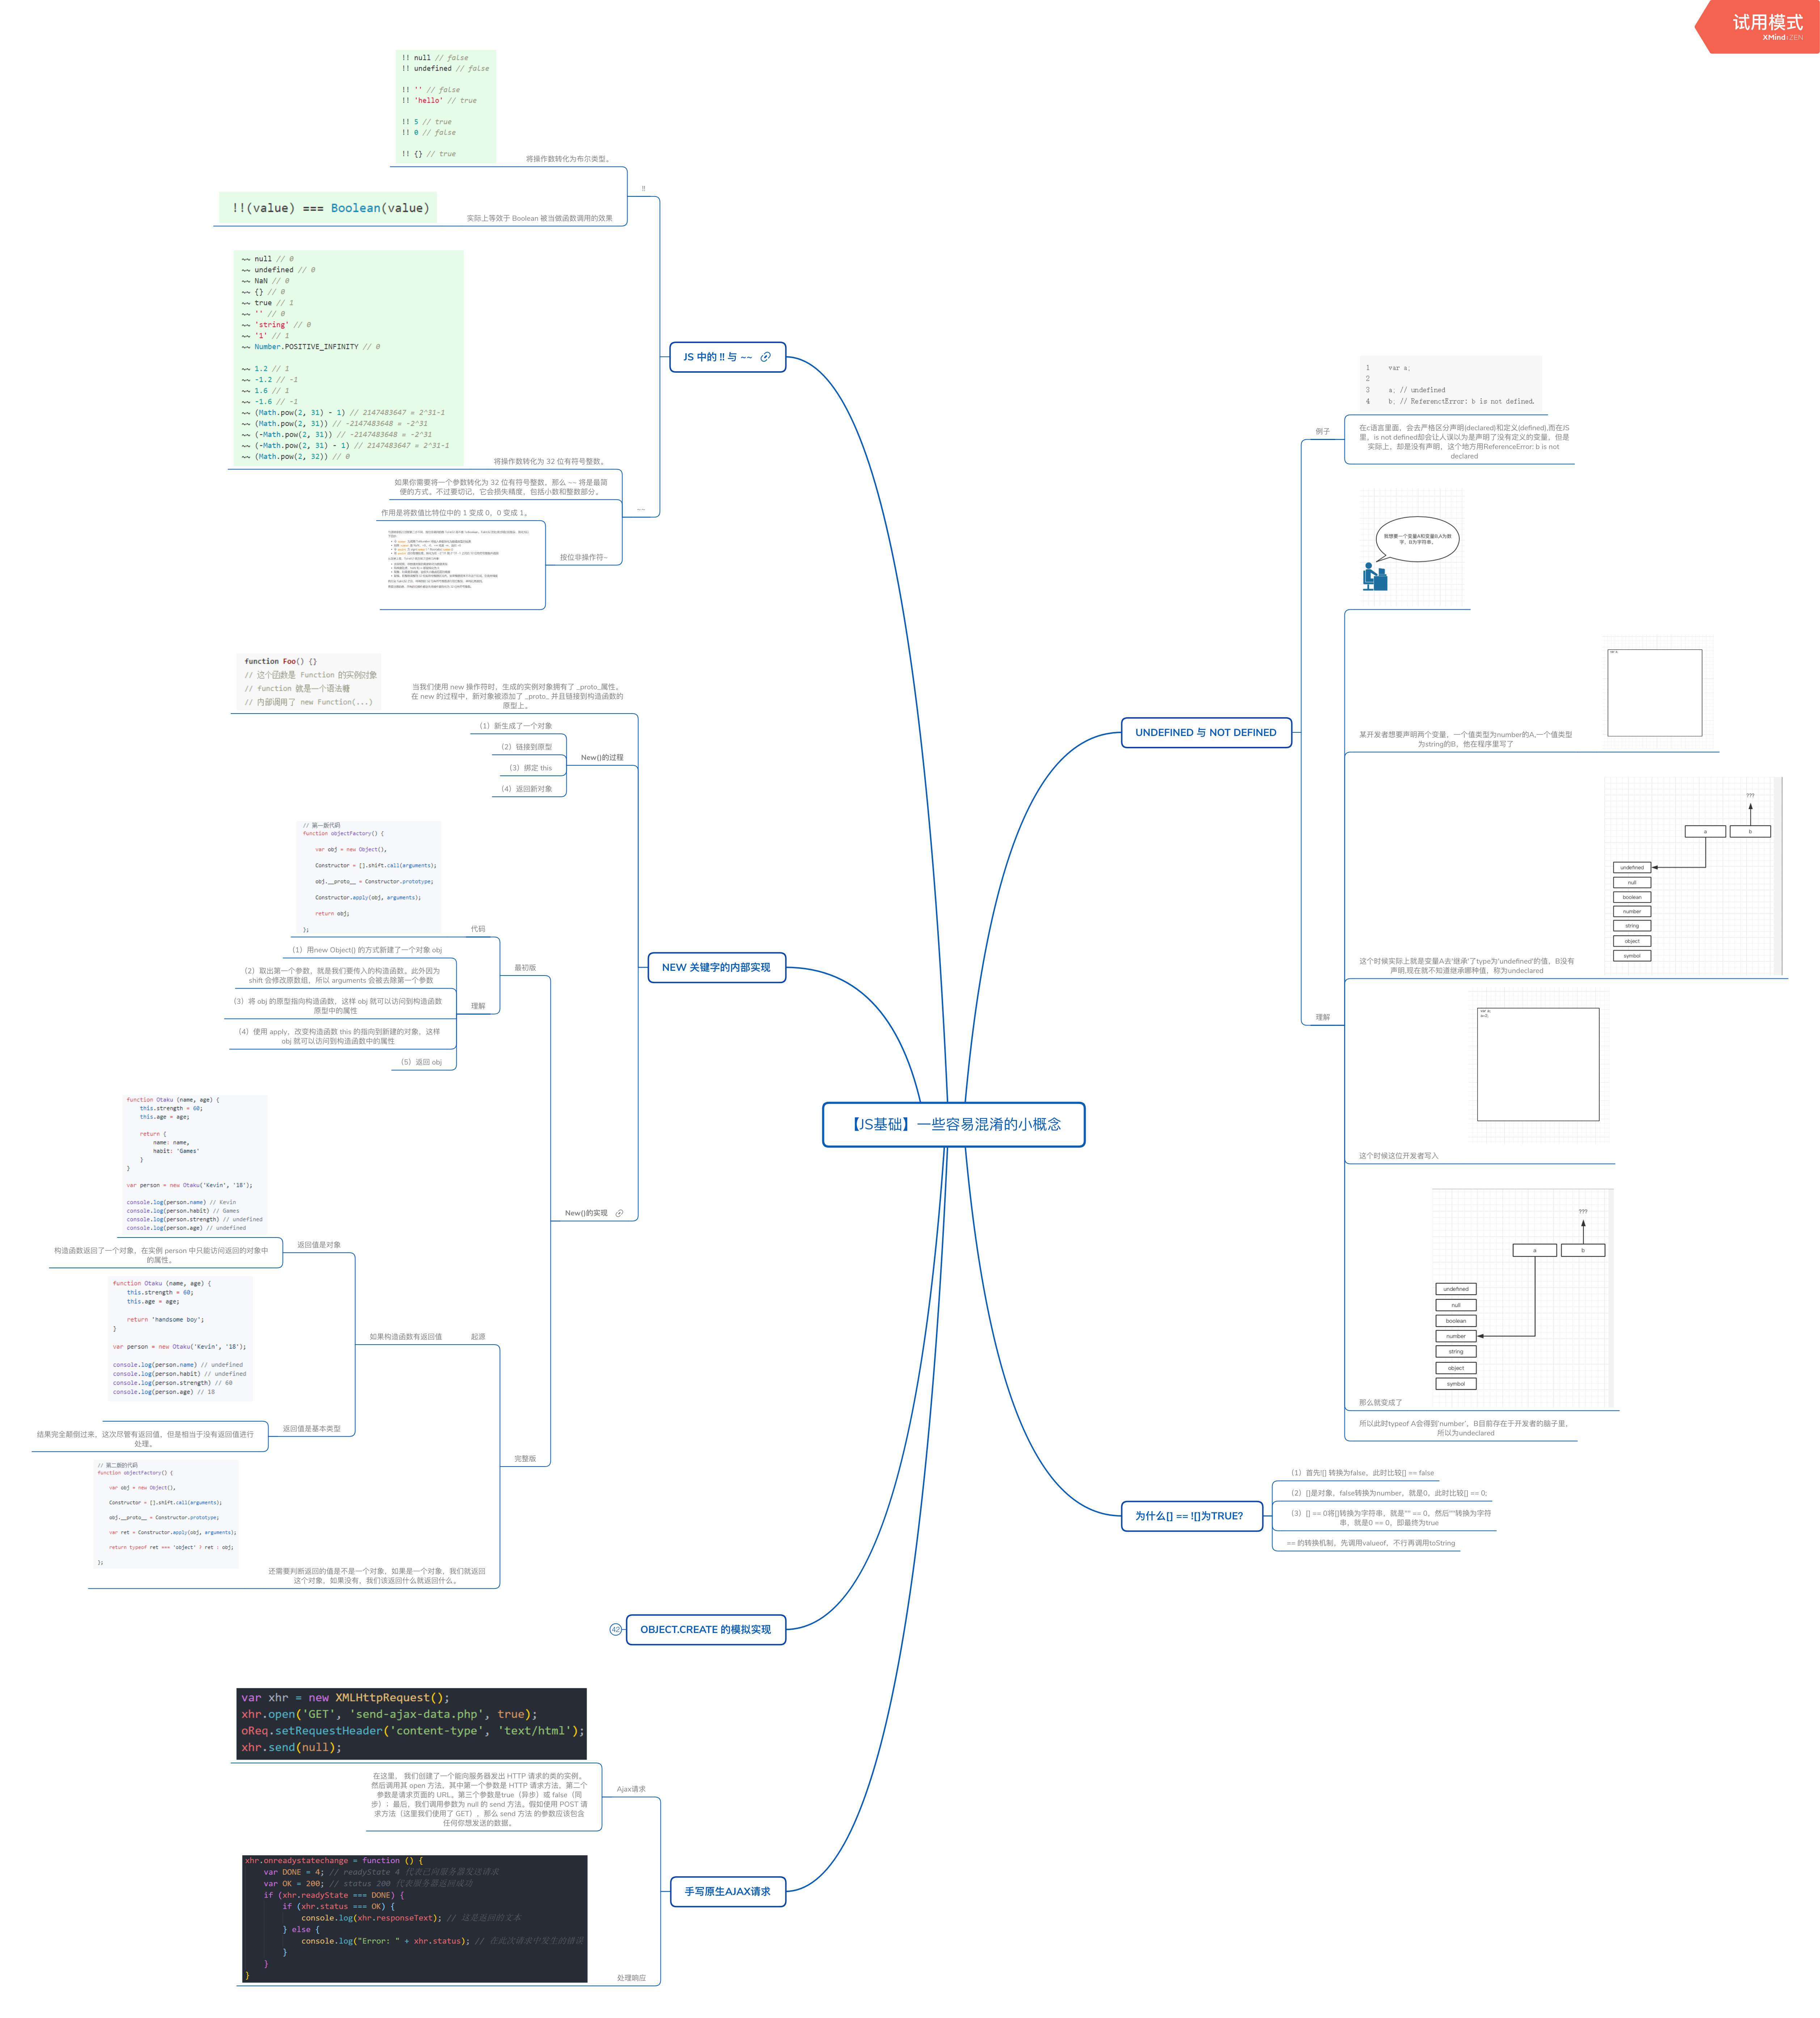 试用模式
XMind:ZEN
【JS基础】一些容易混淆的小概念
JS 中的 !! 与 ~~
!!
!! null // false
!! undefined // false
!! '' // false
!! 'hello' // true
!! 5 // true
!! 0 // false
!! {} // true
将操作数转化为布尔类型。
!!(value) === Boolean(value)
实际上等效于 Boolean 被当做函数调用的效果
~~
~~ null // 0
~~ undefined // 0
~~ NaN // 0
~~ {} // 0
~~ true // 1
~~ '' // 0
~~ 'string' // 0
~~ '1' // 1
~~ Number.POSITIVE_INFINITY // 0
~~ 1.2 // 1
~~ -1.2 // -1
~~ 1.6 // 1
~~ -1.6 // -1
~~ (Math.pow(2, 31) - 1) // 2147483647 = 2^31-1
~~ (Math.pow(2, 31)) // -2147483648 = -2^31
~~ (-Math.pow(2, 31)) // -2147483648 = -2^31
~~ (-Math.pow(2, 31) - 1) // 2147483647 = 2^31-1
~~ (Math.pow(2, 32)) // 0
将操作数转化为 32 位有符号整数。
如果你需要将一个参数转化为 32 位有符号整数，那么 ~~ 将是最简
便的方式。不过要切记，它会损失精度，包括小数和整数部分。
按位非操作符~
作用是将数值比特位中的 1 变成 0，0 变成 1。
NEW 关键字的内部实现
function Foo() {}
// 这个函数是 Function 的实例对象
// function 就是一个语法糖
// 内部调用了 new Function(...)
当我们使用 new 操作符时，生成的实例对象拥有了 _proto_属性。
在 new 的过程中，新对象被添加了 _proto_ 并且链接到构造函数的
原型上。
New()的过程
（1）新生成了一个对象
（2）链接到原型
（3）绑定 this
（4）返回新对象
New()的实现
最初版
代码
// 第一版代码
function objectFactory() {
var obj = new Object(),
Constructor = [].shift.call(arguments);
obj.__proto__ = Constructor.prototype;
Constructor.apply(obj, arguments);
return obj;
};
理解
（1）用new Object() 的方式新建了一个对象 obj
（2）取出第一个参数，就是我们要传入的构造函数。此外因为
shift 会修改原数组，所以 arguments 会被去除第一个参数
（3）将 obj 的原型指向构造函数，这样 obj 就可以访问到构造函数
原型中的属性
（4）使用 apply，改变构造函数 this 的指向到新建的对象，这样
obj 就可以访问到构造函数中的属性
（5）返回 obj
完整版
起源
如果构造函数有返回值
返回值是对象
function Otaku (name, age) {
this.strength = 60;
this.age = age;
return {
name: name,
habit: 'Games'
}
}
var person = new Otaku('Kevin', '18');
console.log(person.name) // Kevin
console.log(person.habit) // Games
console.log(person.strength) // undefined
console.log(person.age) // undefined
构造函数返回了一个对象，在实例 person 中只能访问返回的对象中
的属性。
返回值是基本类型
function Otaku (name, age) {
this.strength = 60;
this.age = age;
return 'handsome boy';
}
var person = new Otaku('Kevin', '18');
console.log(person.name) // undefined
console.log(person.habit) // undefined
console.log(person.strength) // 60
console.log(person.age) // 18
结果完全颠倒过来，这次尽管有返回值，但是相当于没有返回值进行
处理。
// 第二版的代码
function objectFactory() {
var obj = new Object(),
Constructor = [].shift.call(arguments);
obj.__proto__ = Constructor.prototype;
var ret = Constructor.apply(obj, arguments);
return typeof ret === 'object' ? ret : obj;
};
还需要判断返回的值是不是一个对象，如果是一个对象，我们就返回
这个对象，如果没有，我们该返回什么就返回什么。
OBJECT.CREATE 的模拟实现
42
手写原生AJAX请求
Ajax请求
var xhr = new XMLHttpRequest();
xhr.open('GET', 'send-ajax-data.php', true);
oReq.setRequestHeader('content-type', 'text/html');
xhr.send(null);
在这里， 我们创建了一个能向服务器发出 HTTP 请求的类的实例。
然后调用其 open 方法，其中第一个参数是 HTTP 请求方法，第二个
参数是请求页面的 URL。第三个参数是true（异步）或 false（同
步）；最后，我们调用参数为 null 的 send 方法。假如使用 POST 请
求方法（这里我们使用了 GET），那么 send 方法 的参数应该包含
任何你想发送的数据。
处理响应
xhr.onreadystatechange = function () {
var DONE = 4; // readyState 4 代表已向服务器发送请求
var OK = 200; // status 200 代表服务器返回成功
if (xhr.readyState === DONE) {
if (xhr.status === OK) {
console.log(xhr.responseText); // 这是返回的文本
} else {
console.log("Error: " + xhr.status); // 在此次请求中发生的错误
}
}
}
UNDEFINED 与 NOT DEFINED
例子
1 var a;
2
3 a; // undefined
4 b; // ReferenctError: b is not defined.
在c语言里面，会去严格区分声明(declared)和定义(defined),而在JS
里，is not defined却会让人误以为是声明了没有定义的变量，但是
实际上，却是没有声明，这个地方用ReferenceError: b is not
declared
理解
我想要一个变量A和变量B,A为数
字，B为字符串。
var a;
某开发者想要声明两个变量，一个值类型为number的A,一个值类型
为string的B，他在程序里写了
???
a
b
undefined
null
boolean
number
string
object
symbol
这个时候实际上就是变量A去'继承'了type为'undefined'的值，B没有
声明.现在就不知道继承哪种值，称为undeclared
var a;
a=2;
这个时候这位开发者写入
???
a
b
undefined
null
boolean
number
string
object
symbol
那么就变成了
所以此时typeof A会得到'number'，B目前存在于开发者的脑子里，
所以为undeclared
为什么[] == ![]为TRUE?
（1）首先![] 转换为false，此时比较[] == false
（2）[]是对象，false转换为number，就是0，此时比较[] == 0;
（3）[] == 0将[]转换为字符串，就是"" == 0，然后""转换为字符
串，就是0 == 0，即最终为true
== 的转换机制，先调用valueof，不行再调用toString